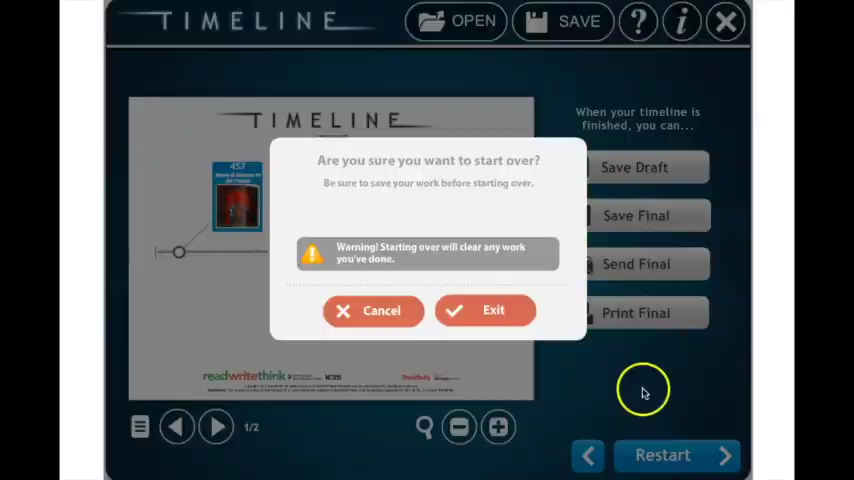 TIMELINE
OPEN
SAVE
?
i
TIMELINE
When your timeline is
finished, you can...
457
Save Draft
Save Final
Send Final
Print Final
Are you sure you want to start over?
Be sure to save your work before starting over.
Warning! Starting over will clear any work
you've done.
Cancel
Exit
readwritethink
1/2
Restart